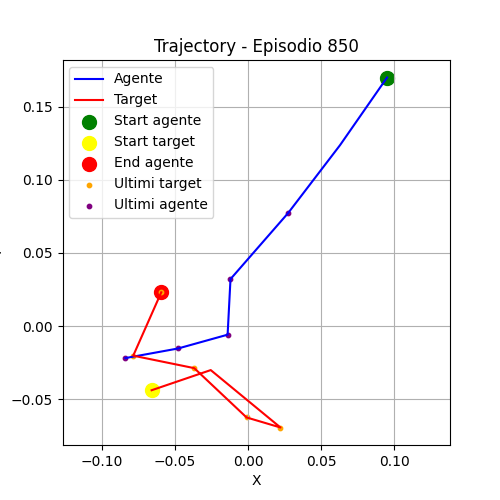 Trajectory - Episodio 850
Agente
Target
Start agente
Start target
End agente
Ultimi target
Ultimi agente
0.15
0.10
0.05
0.00
−0.05
−0.10
−0.05
0.00
0.05
0.10
X